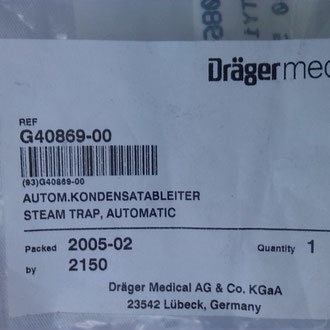 Drägermed
REF
G40869-00
(93)G40869-00
AUTOM.KONDENSATABLEITER
STEAM TRAP, AUTOMATIC
Packed 2005-02 Quantity 1
by 2150
Dräger Medical AG & Co. KGaA
23542 Lübeck, Germany